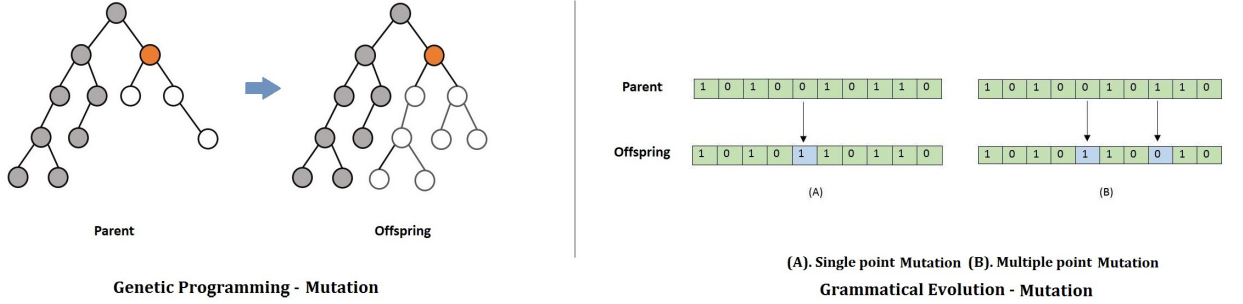 Parent
Offspring
Genetic Programming - Mutation
Parent 1 0 1 0 0 1 0 1 1 0 1 0 1 0 0 1 0 1 1 0
Offspring 1 0 1 0 1 1 0 1 1 0 1 0 1 0 1 1 0 0 1 0
(A) (B)
(A). Single point Mutation (B). Multiple point Mutation
Grammatical Evolution - Mutation